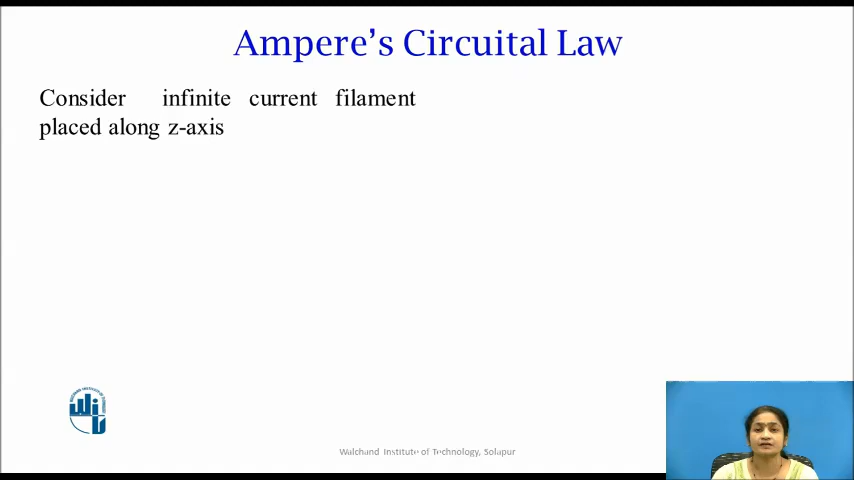 Ampere's Circuital Law
Consider infinite current filament
placed along z-axis
Walchand Institute of Technology, Solapur